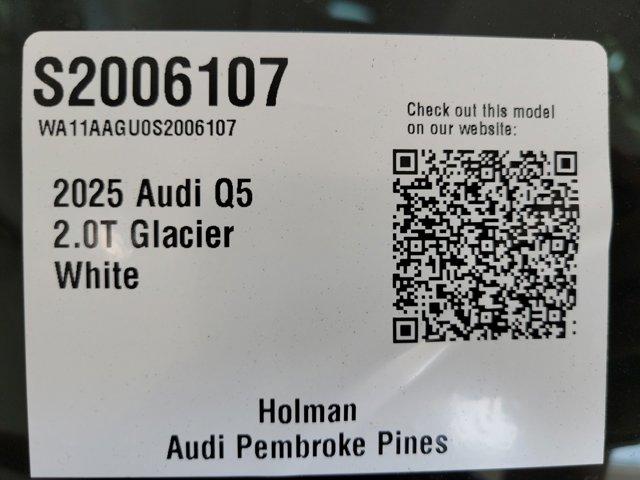 S2006107
WA11AAGU0S2006107
Check out this model
on our website:
2025 Audi Q5
2.0T Glacier
White
Holman
Audi Pembroke Pines